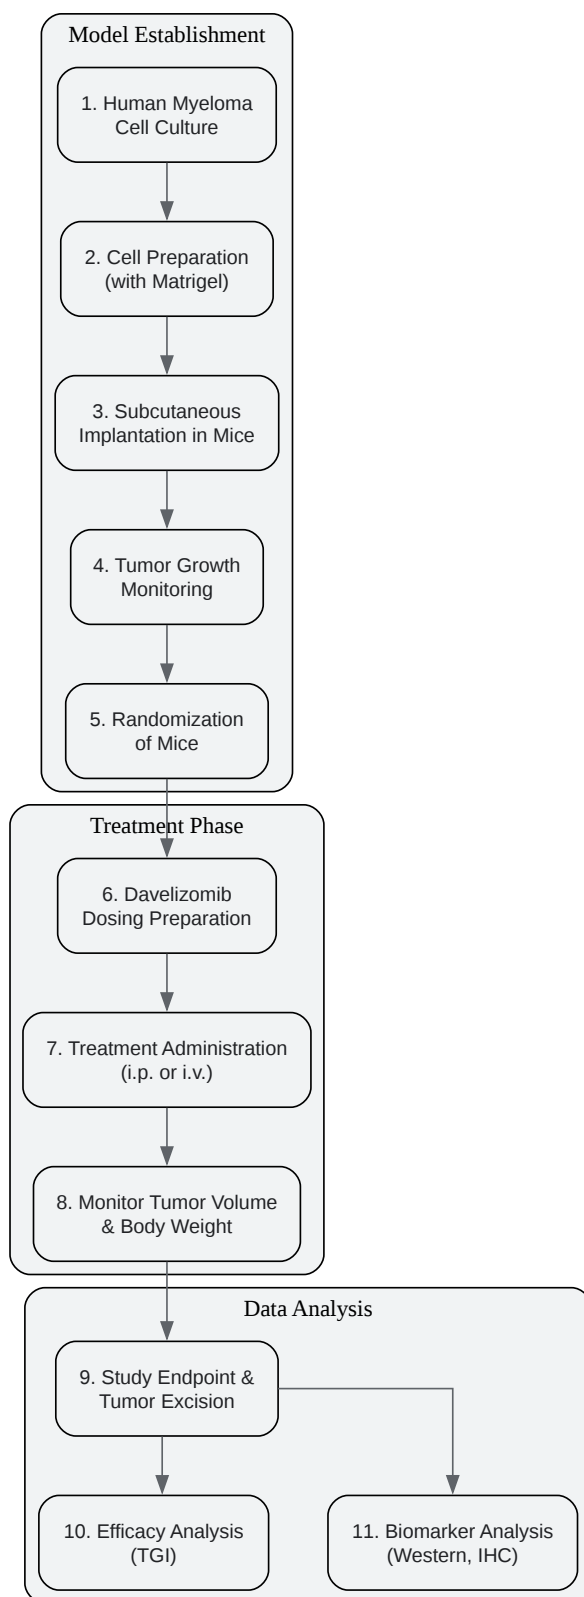 Model Establishment
1. Human Myeloma
Cell Culture
2. Cell Preparation
(with Matrigel)
3. Subcutaneous
Implantation in Mice
4. Tumor Growth
Monitoring
5. Randomization
of Mice
Treatment Phase
6. Davelizomib
Dosing Preparation
7. Treatment Administration
(i.p. or i.v.)
8. Monitor Tumor Volume
& Body Weight
Data Analysis
9. Study Endpoint &
Tumor Excision
10. Efficacy Analysis
(TGI)
11. Biomarker Analysis
(Western, IHC)